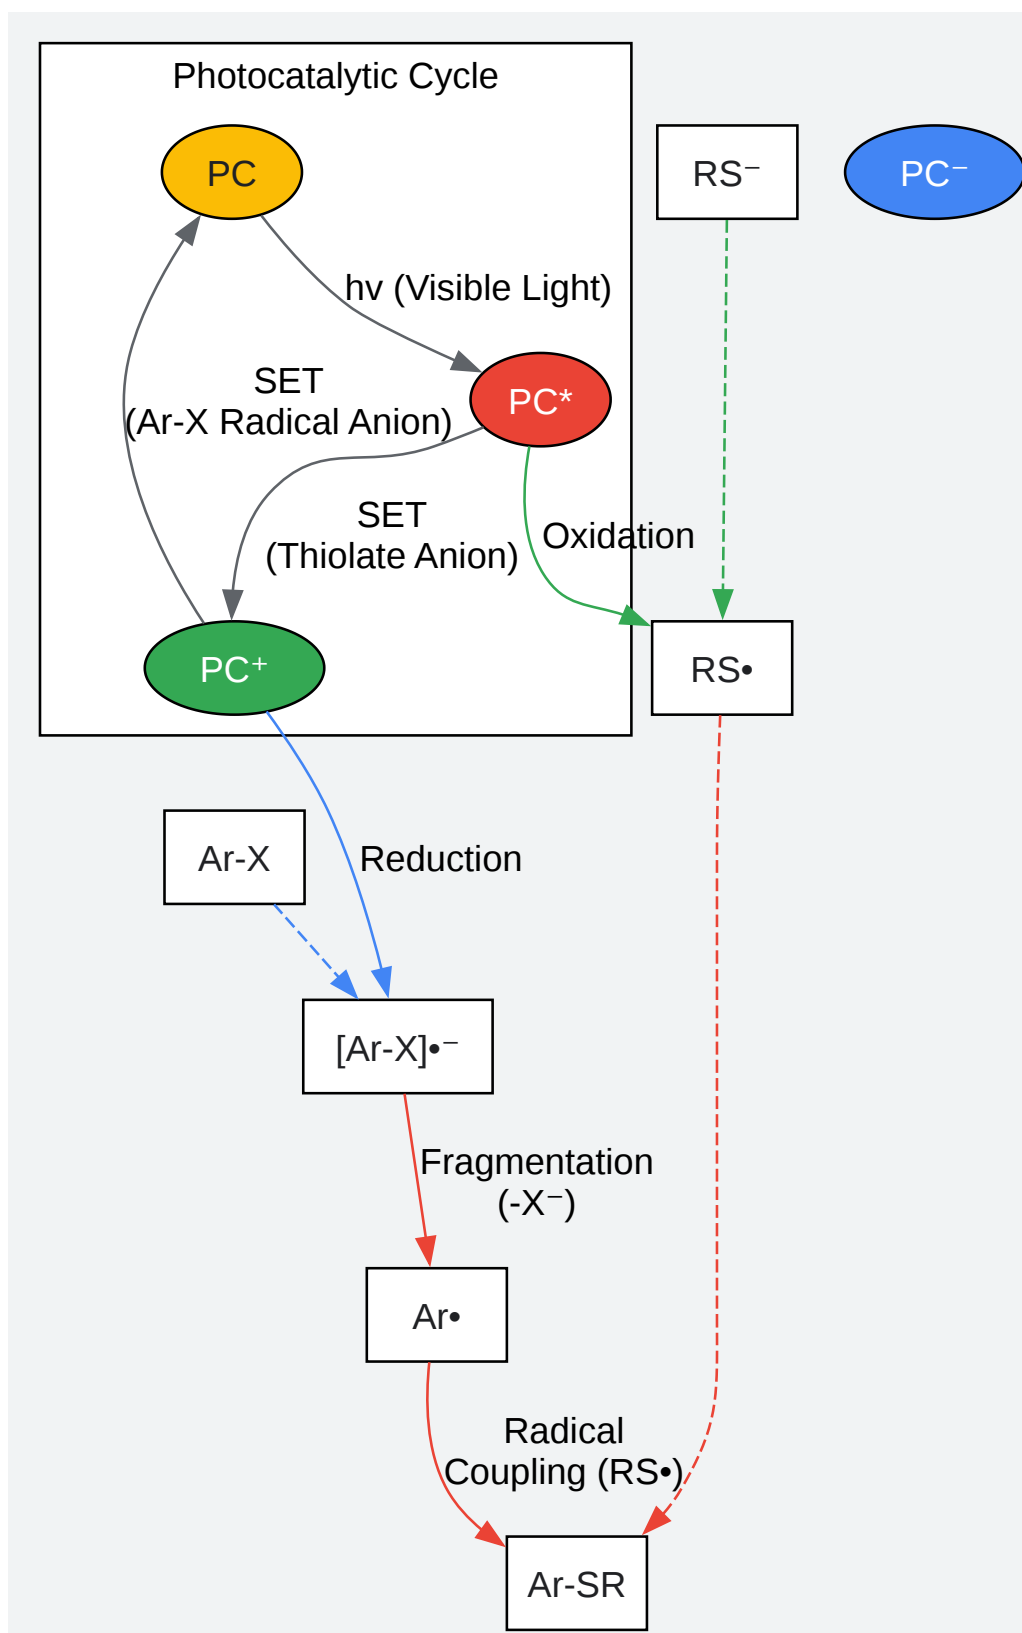 Photocatalytic Cycle
PC
RS⁻
PC⁻
hv (Visible Light)
SET
(Ar-X Radical Anion)
PC*
SET
(Thiolate Anion)
Oxidation
PC⁺
RS•
Ar-X
Reduction
[Ar-X]•⁻
Fragmentation
(-X⁻)
Ar•
Radical
Coupling (RS•)
Ar-SR